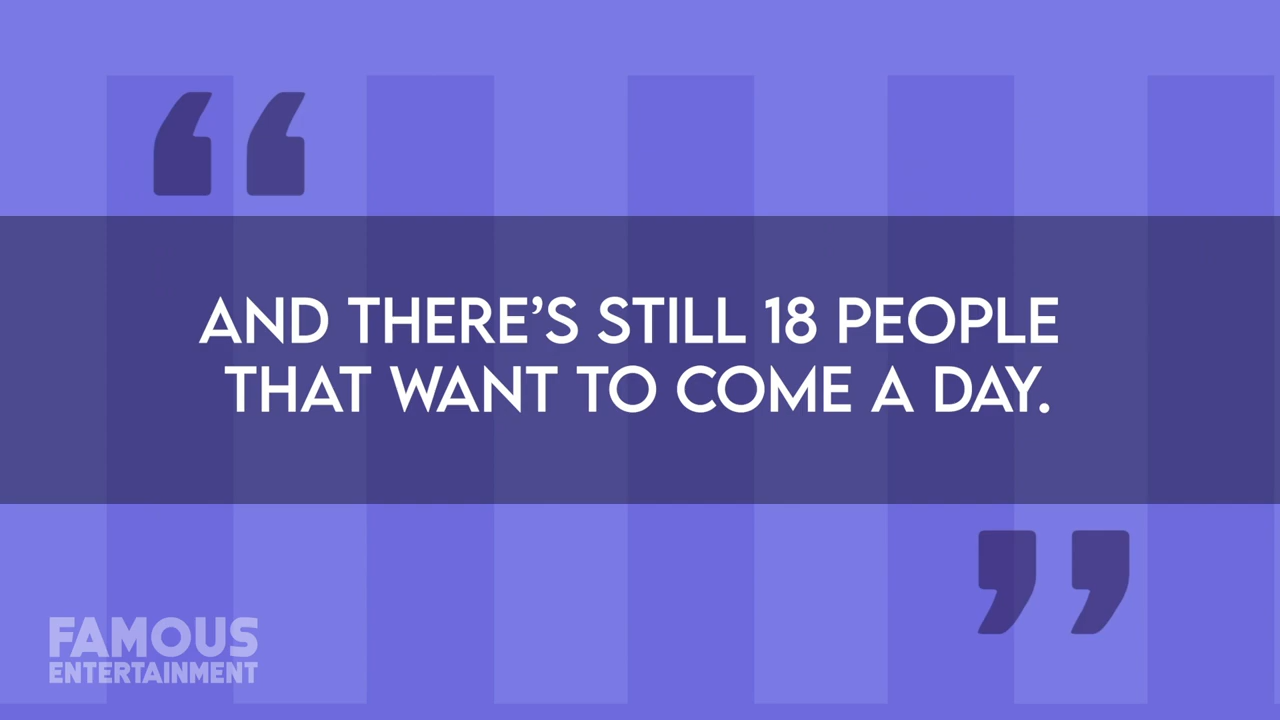 “
AND THERE’S STILL 18 PEOPLE
THAT WANT TO COME A DAY.
”
FAMOUS
ENTERTAINMENT